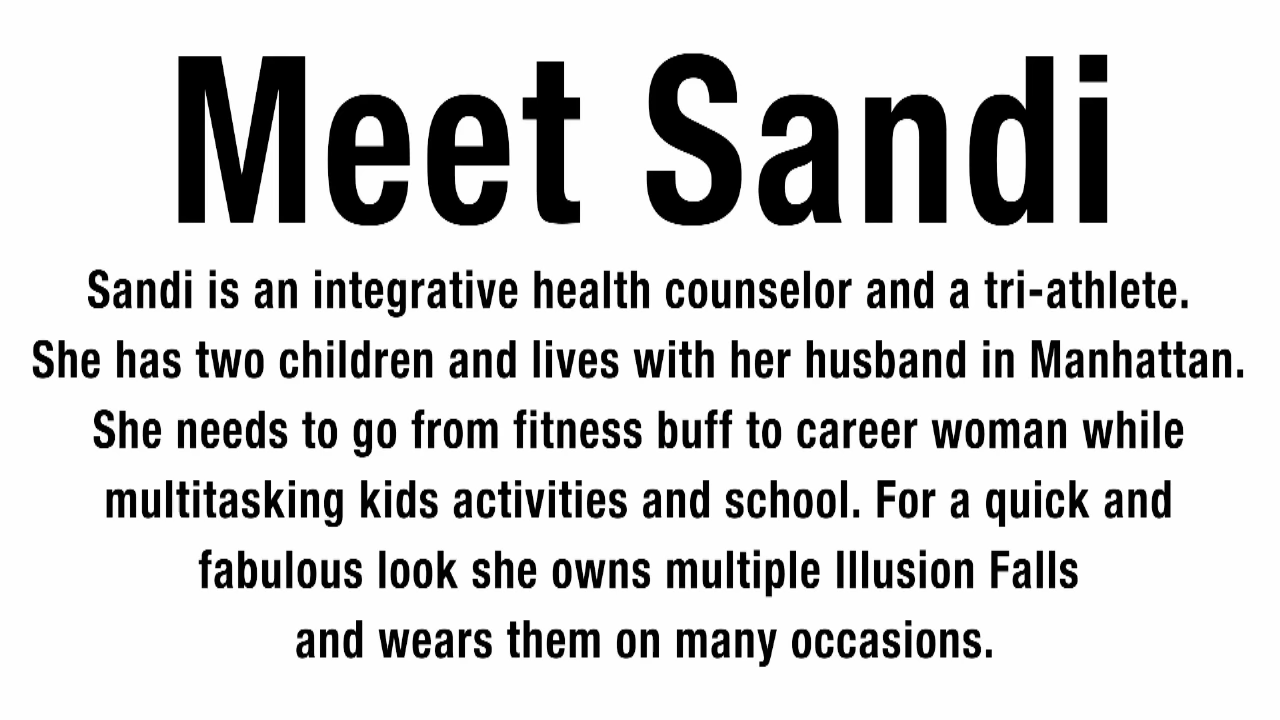 Meet Sandi
Sandi is an integrative health counselor and a tri-athlete.
She has two children and lives with her husband in Manhattan.
She needs to go from fitness buff to career woman while
multitasking kids activities and school. For a quick and
fabulous look she owns multiple Illusion Falls
and wears them on many occasions.